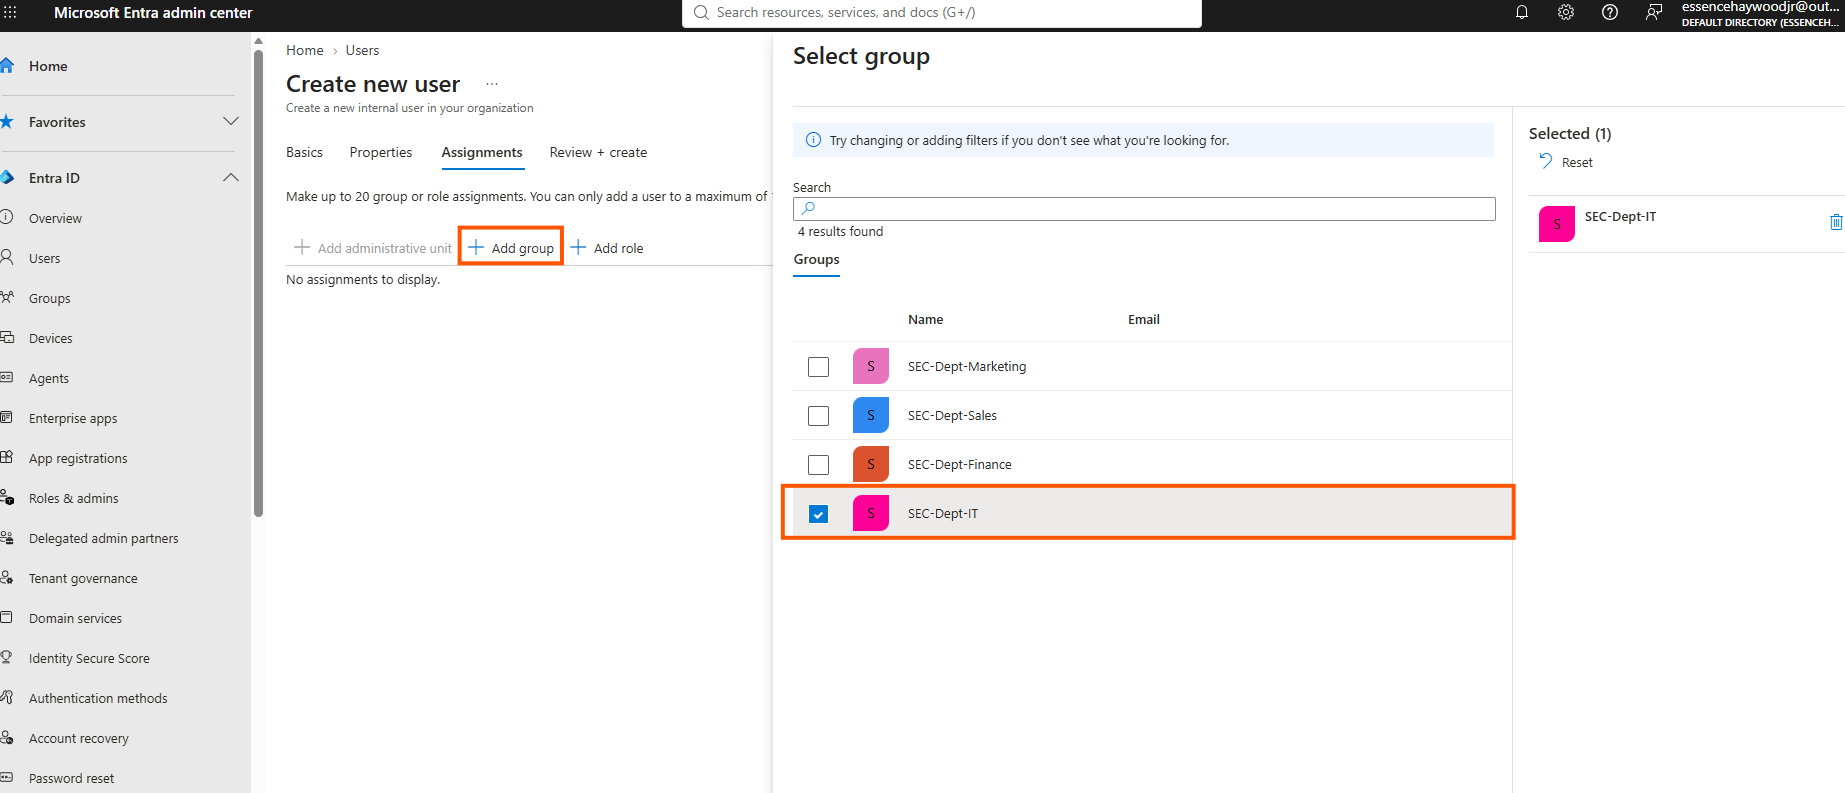 Microsoft Entra admin center
Search resources, services, and docs (G+/)
essencehaywoodjr@out...
DEFAULT DIRECTORY (ESSENCEH...
Home
Favorites
Entra ID
Overview
Users
Groups
Devices
Agents
Enterprise apps
App registrations
Roles & admins
Delegated admin partners
Tenant governance
Domain services
Identity Secure Score
Authentication methods
Account recovery
Password reset
Home > Users
Create new user ...
Create a new internal user in your organization
Basics Properties Assignments Review + create
Make up to 20 group or role assignments. You can only add a user to a maximum of
Add administrative unit Add group Add role
No assignments to display.
Select group
Try changing or adding filters if you don't see what you're looking for.
Search
4 results found
Groups
Name Email
S SEC-Dept-Marketing
S SEC-Dept-Sales
S SEC-Dept-Finance
S SEC-Dept-IT
Selected (1)
Reset
S SEC-Dept-IT